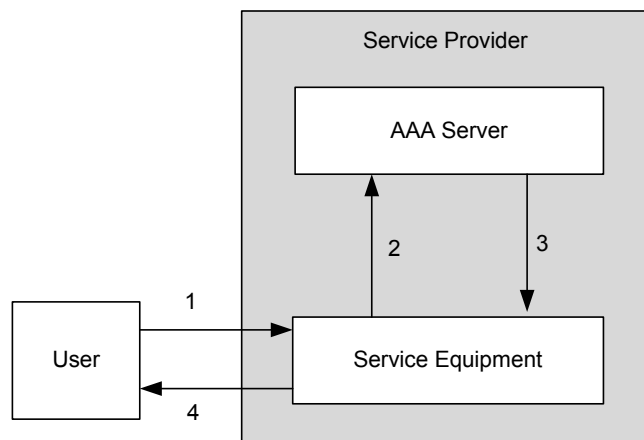 Service Provider
AAA Server
2
3
1
User
Service Equipment
4